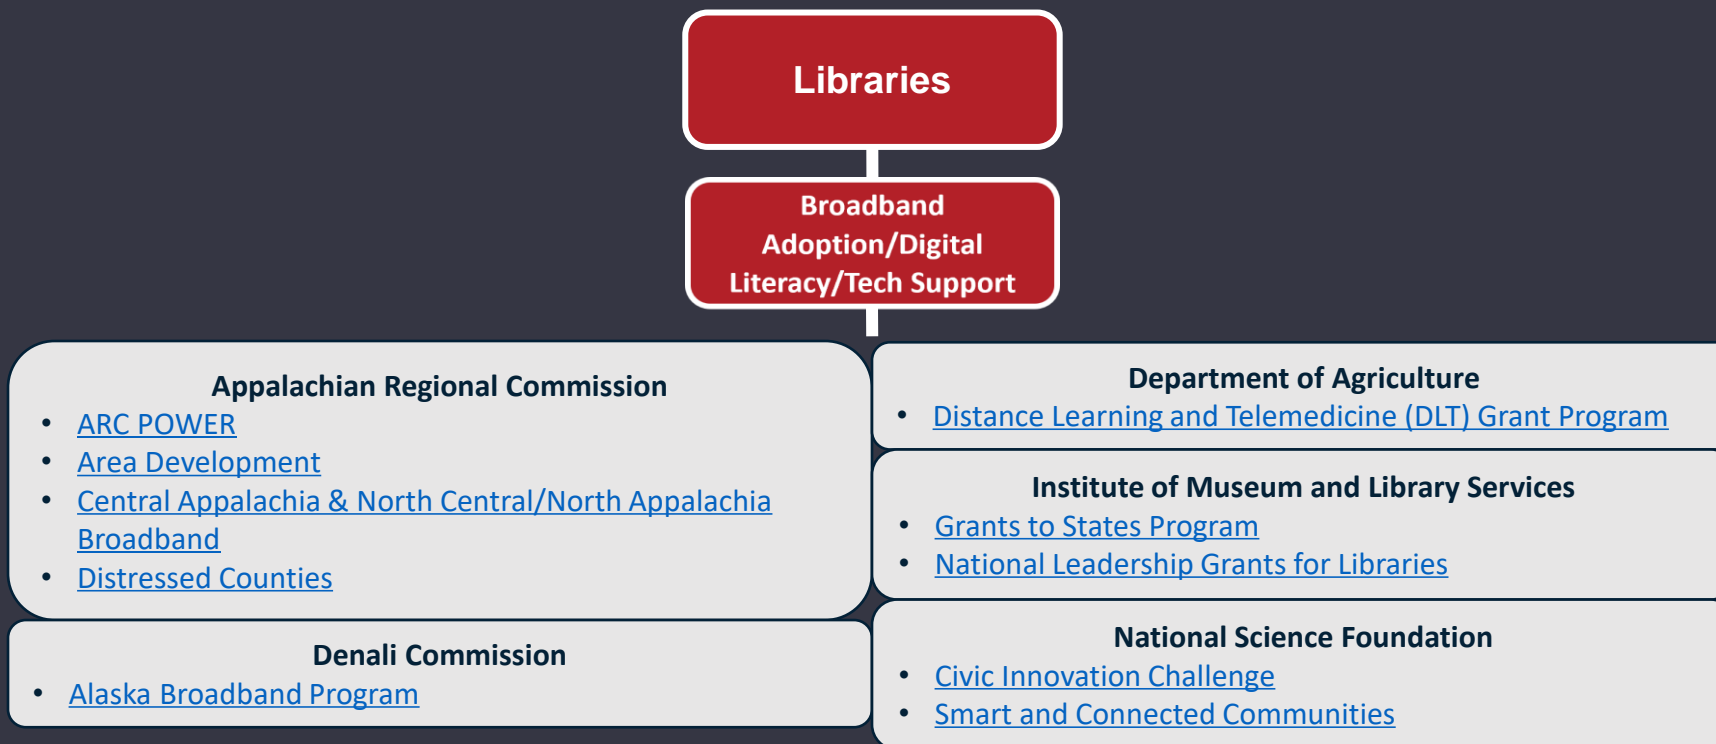 Libraries
Broadband
Adoption/Digital
Literacy/Tech Support
Appalachian Regional Commission
• ARC POWER
• Area Development
• Central Appalachia & North Central/North Appalachia
Broadband
• Distressed Counties
Denali Commission
• Alaska Broadband Program
Department of Agriculture
• Distance Learning and Telemedicine (DLT) Grant Program
Institute of Museum and Library Services
• Grants to States Program
• National Leadership Grants for Libraries
National Science Foundation
• Civic Innovation Challenge
• Smart and Connected Communities